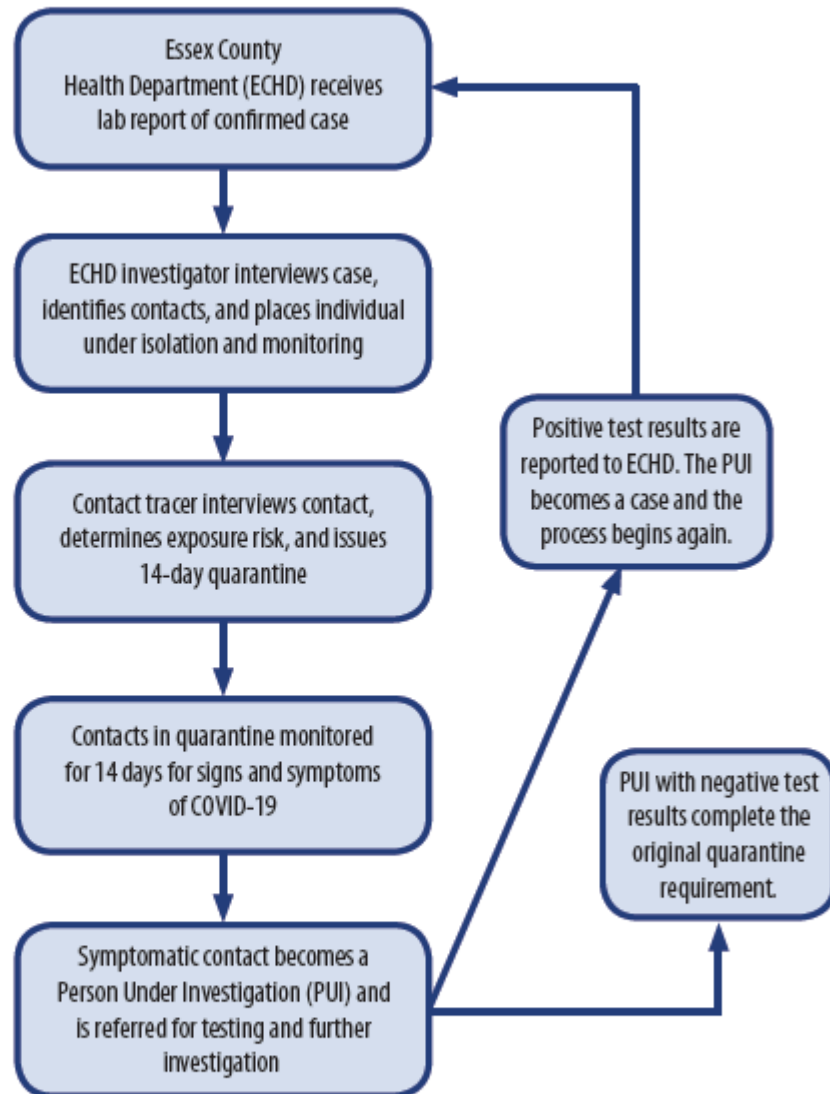 Essex County
Health Department (ECHD) receives
lab report of confirmed case
ECHD investigator interviews case,
identifies contacts, and places individual
under isolation and monitoring
Contact tracer interviews contact,
determines exposure risk, and issues
14-day quarantine
Contacts in quarantine monitored
for 14 days for signs and symptoms
of COVID-19
Symptomatic contact becomes a
Person Under Investigation (PUI) and
is referred for testing and further
investigation
Positive test results are
reported to ECHD. The PUI
becomes a case and the
process begins again.
PUI with negative test
results complete the
original quarantine
requirement.